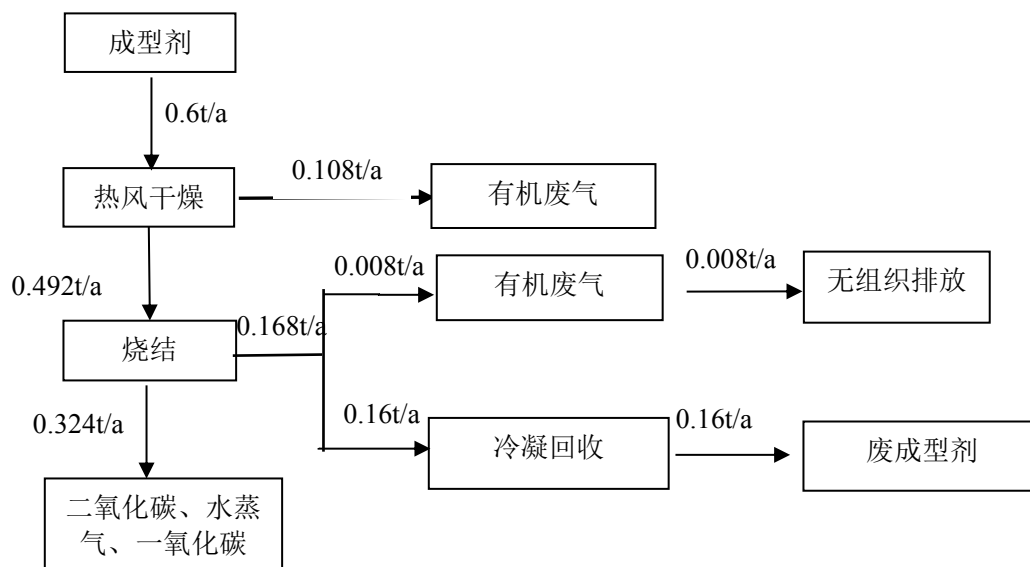 成型剂
0.6t/a
0.108t/a
热风干燥
有机废气
0.492t/a
0.008t/a
有机废气
0.008t/a
无组织排放
0.168t/a
烧结
0.324t/a
0.16t/a
冷凝回收
0.16t/a
废成型剂
二氧化碳、水蒸
气、一氧化碳